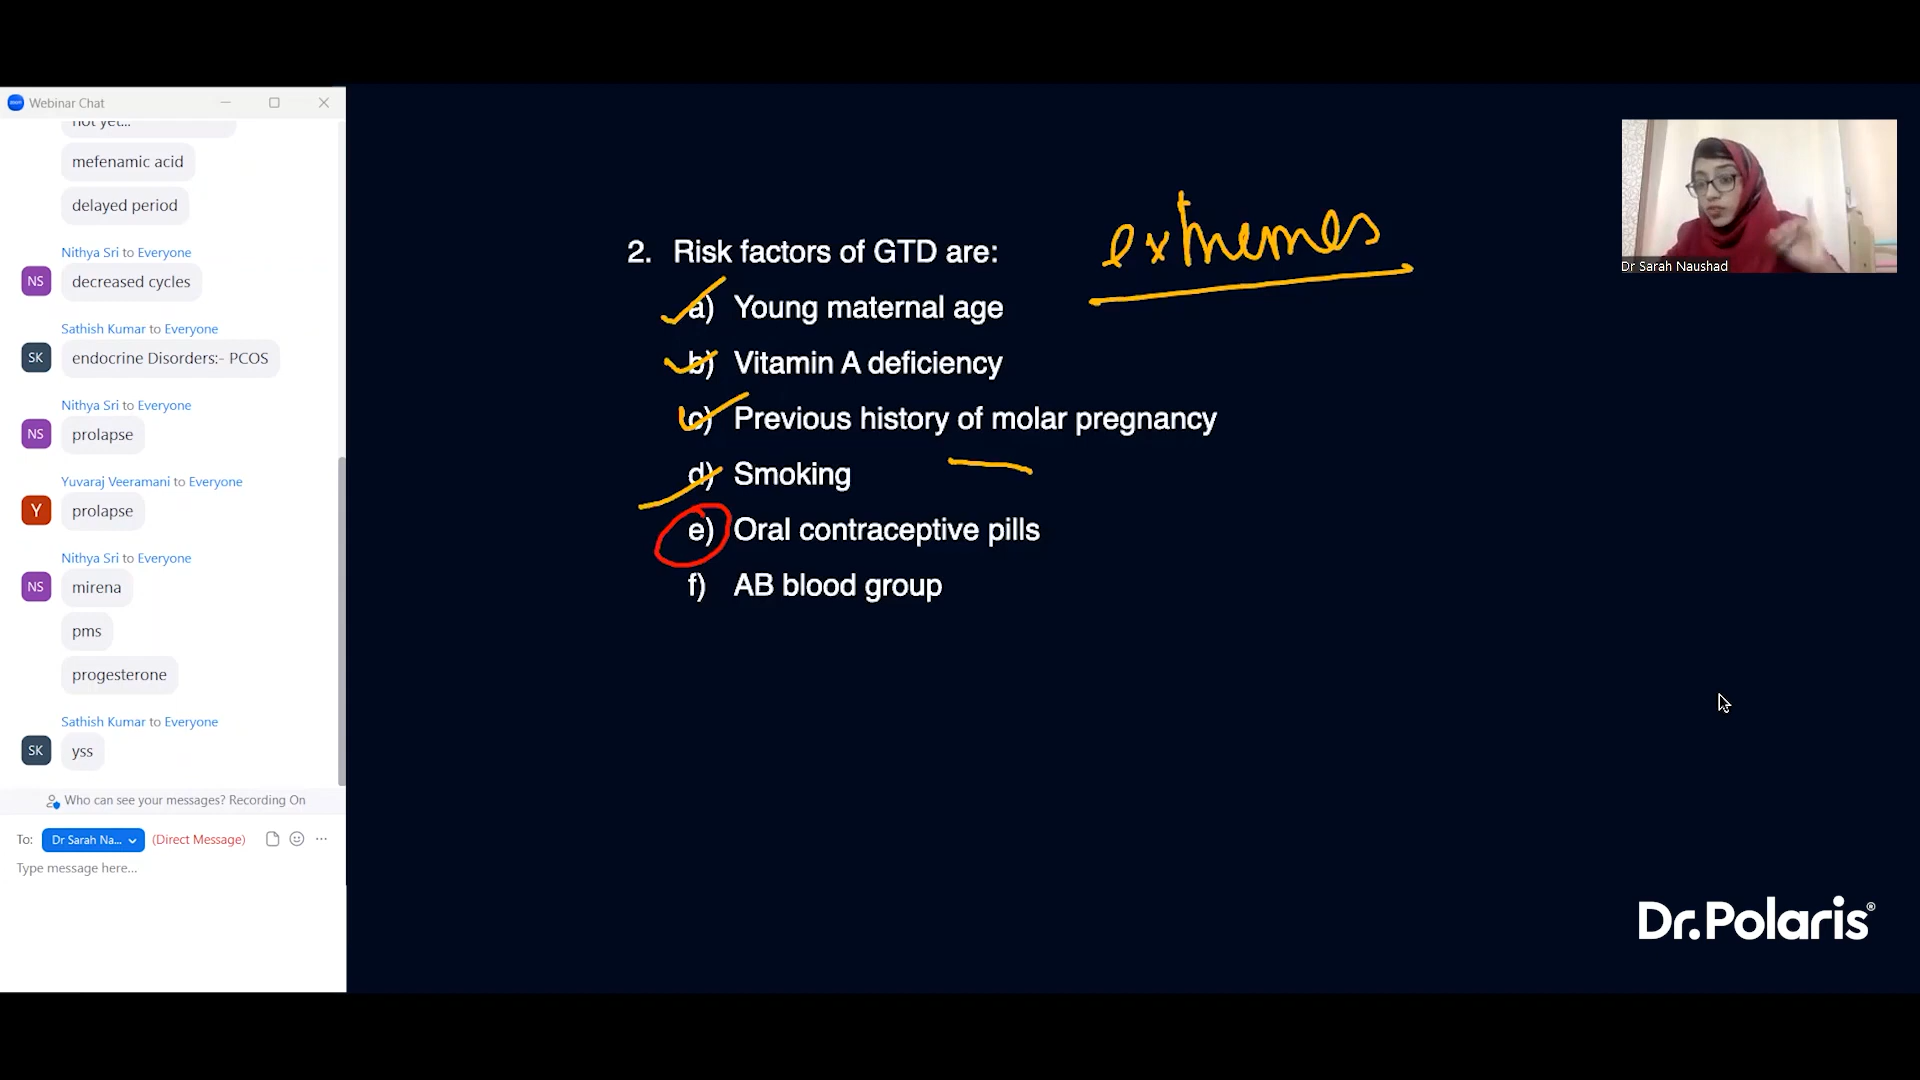 Webinar Chat
not yet...
mefenamic acid
delayed period
Nithya Sri to Everyone
NS
decreased cycles
Sathish Kumar to Everyone
SK
endocrine Disorders:- PCOS
Nithya Sri to Everyone
NS
prolapse
Yuvaraj Veeramani to Everyone
Y
prolapse
Nithya Sri to Everyone
NS
mirena
pms
progesterone
Sathish Kumar to Everyone
SK
yss
Who can see your messages? Recording On
To: Dr Sarah Na... (Direct Message)
Type message here...
extremes
2. Risk factors of GTD are:
a) Young maternal age
b) Vitamin A deficiency
c) Previous history of molar pregnancy
d) Smoking
e) Oral contraceptive pills
f) AB blood group
Dr Sarah Naushad
Dr.Polaris®